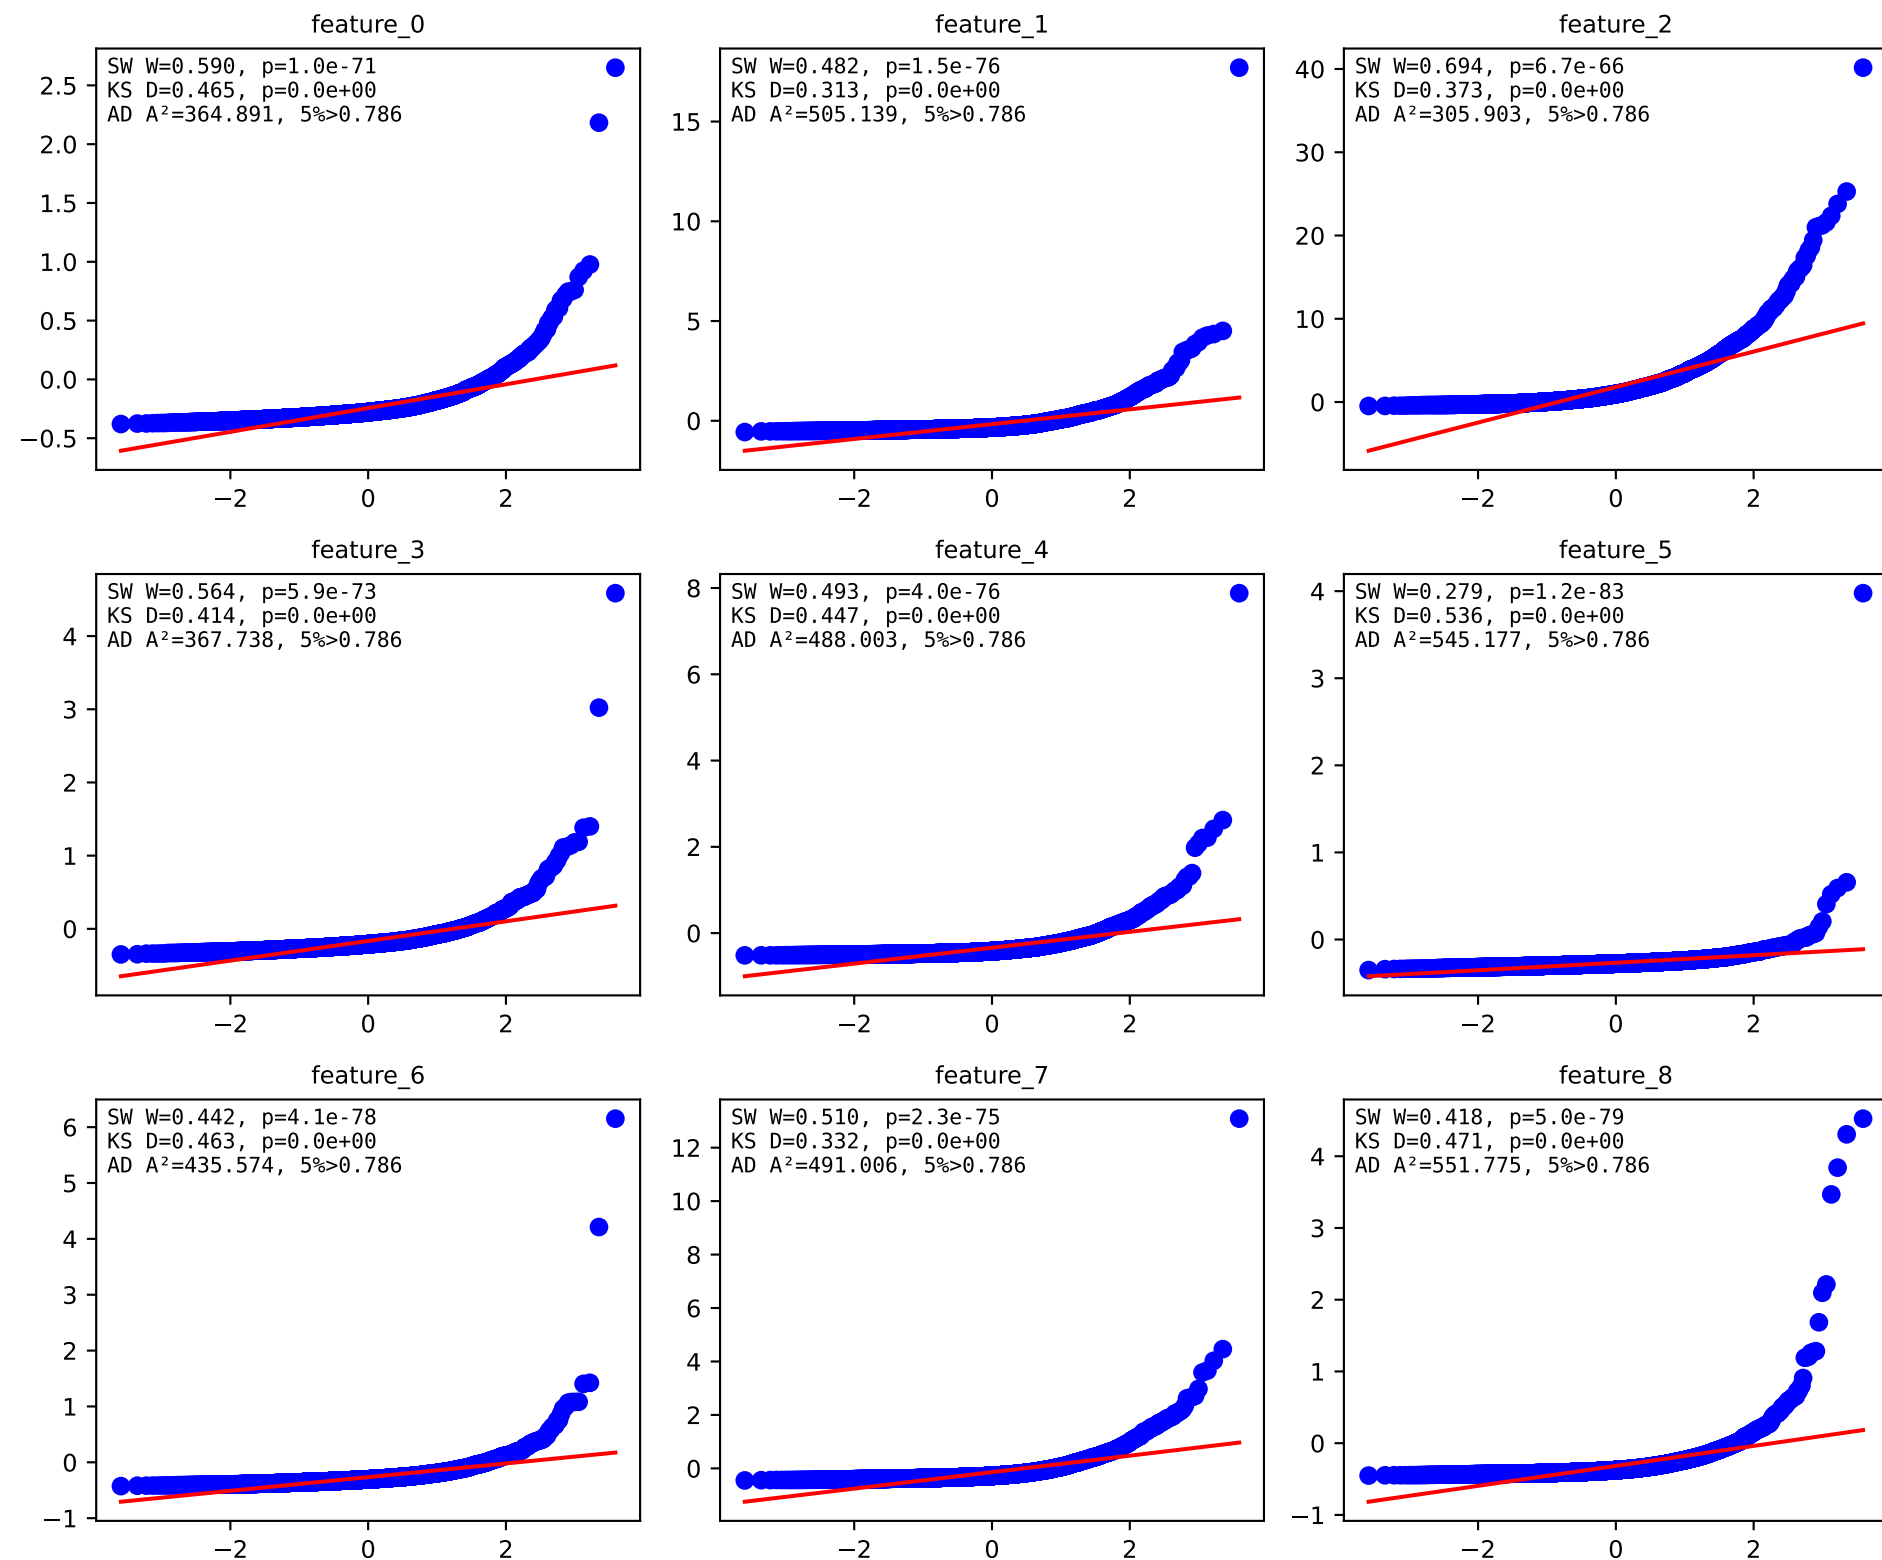 feature_0
SW W=0.590, p=1.0e-71
KS D=0.465, p=0.0e+00
AD A²=364.891, 5%>0.786
2.5
2.0
1.5
1.0
0.5
0.0
−0.5
−2 0 2
feature_1
SW W=0.482, p=1.5e-76
KS D=0.313, p=0.0e+00
AD A²=505.139, 5%>0.786
15
10
5
0
−2 0 2
feature_2
SW W=0.694, p=6.7e-66
KS D=0.373, p=0.0e+00
AD A²=305.903, 5%>0.786
40
30
20
10
0
−2 0 2
feature_3
SW W=0.564, p=5.9e-73
KS D=0.414, p=0.0e+00
AD A²=367.738, 5%>0.786
4
3
2
1
0
−2 0 2
feature_4
SW W=0.493, p=4.0e-76
KS D=0.447, p=0.0e+00
AD A²=488.003, 5%>0.786
8
6
4
2
0
−2 0 2
feature_5
SW W=0.279, p=1.2e-83
KS D=0.536, p=0.0e+00
AD A²=545.177, 5%>0.786
4
3
2
1
0
−2 0 2
feature_6
SW W=0.442, p=4.1e-78
KS D=0.463, p=0.0e+00
AD A²=435.574, 5%>0.786
6
5
4
3
2
1
0
−1
−2 0 2
feature_7
SW W=0.510, p=2.3e-75
KS D=0.332, p=0.0e+00
AD A²=491.006, 5%>0.786
12
10
8
6
4
2
0
−2 0 2
feature_8
SW W=0.418, p=5.0e-79
KS D=0.471, p=0.0e+00
AD A²=551.775, 5%>0.786
4
3
2
1
0
−1
−2 0 2